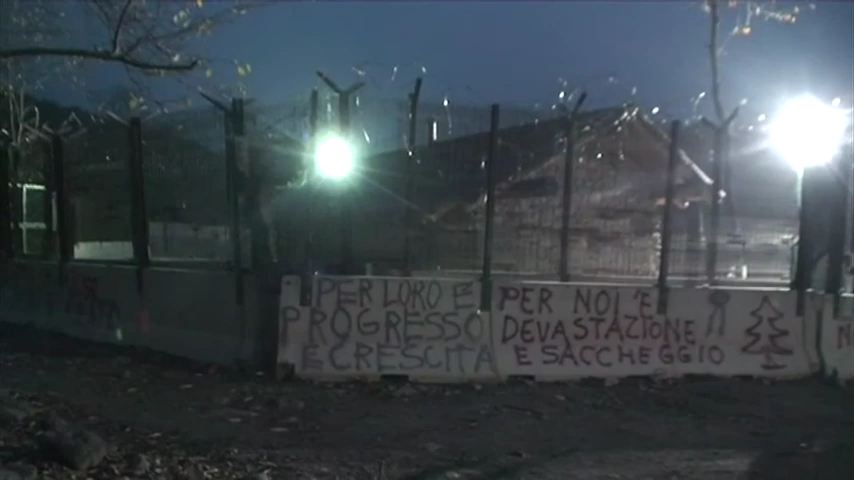 PER LORO E'
PROGRESSO
E CRESCITA
PER NOI E'
DEVASTAZIONE
E SACCHEGGIO